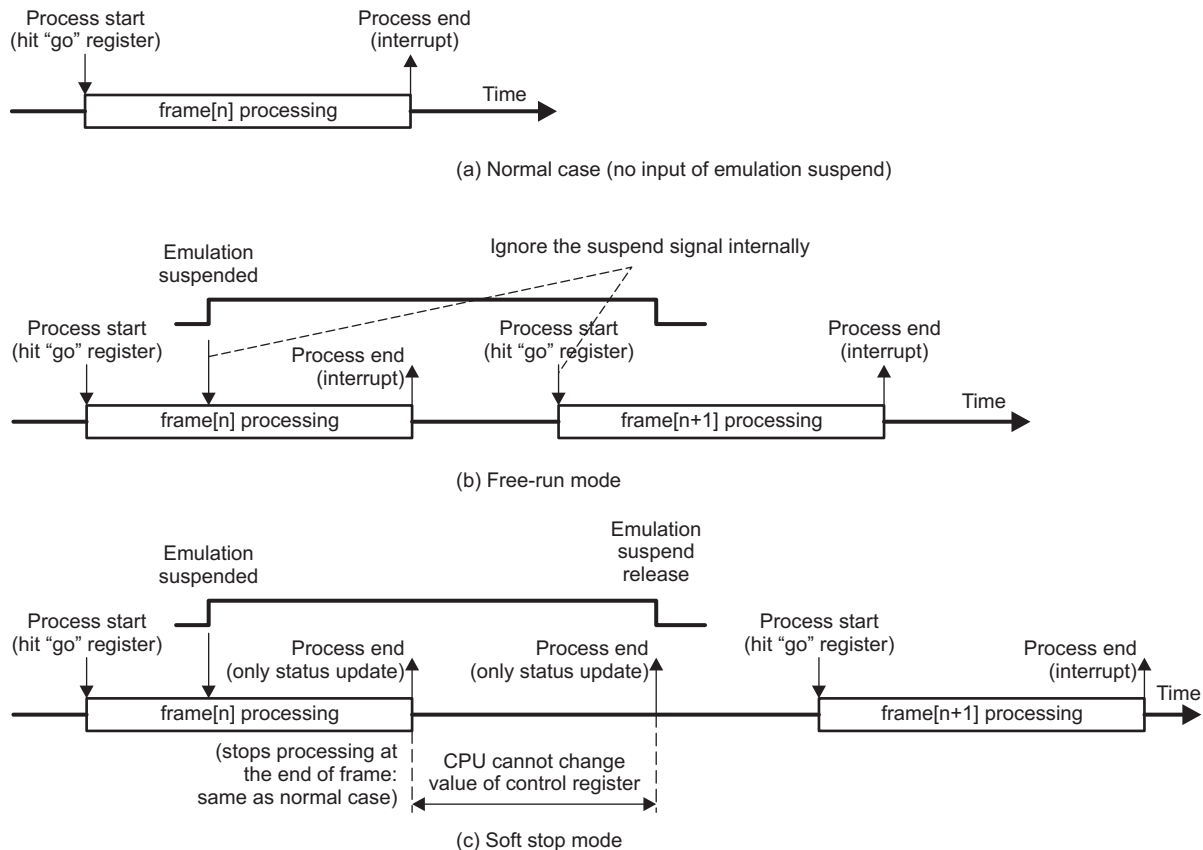 Process start
(hit “go” register)
Process end
(interrupt)
Time
frame[n] processing
(a) Normal case (no input of emulation suspend)
Emulation
suspended
Ignore the suspend signal internally
Process start
(hit “go” register)
Process end
(interrupt)
Process start
(hit “go” register)
Process end
(interrupt)
Time
frame[n] processing
frame[n+1] processing
(b) Free-run mode
Emulation
suspended
Emulation
suspend
release
Process start
(hit “go” register)
Process end
(only status update)
Process end
(only status update)
Process start
(hit “go” register)
Process end
(interrupt)
Time
frame[n] processing
frame[n+1] processing
(stops processing at
the end of frame:
same as normal case)
CPU cannot change
value of control register
(c) Soft stop mode